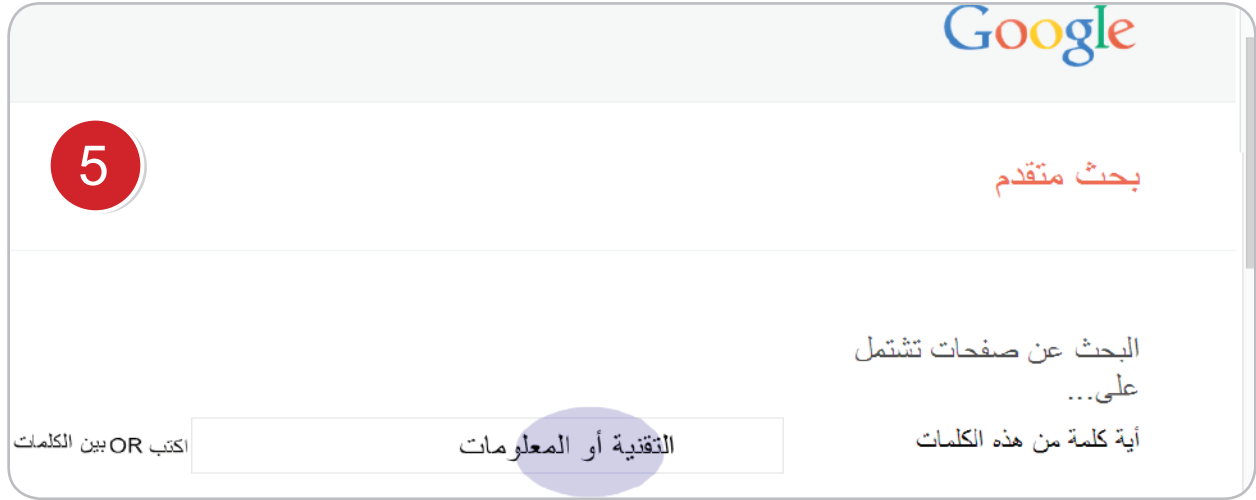 Google
5
بحث متقدم
البحث عن صفحات تشتمل
على...
أية كلمة من هذه الكلمات
التقنية أو المعلومات
اكتب OR بين الكلمات